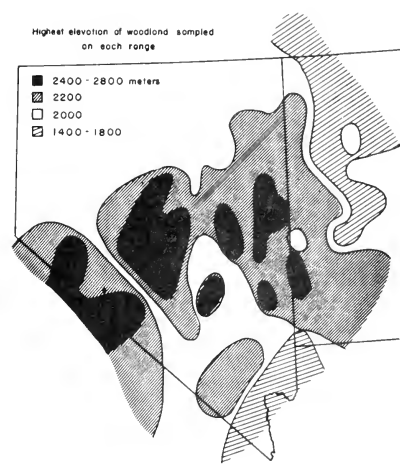 Highest elevation of woodland sampled
on each range
2400-2800 meters
2200
2000
1400-1800